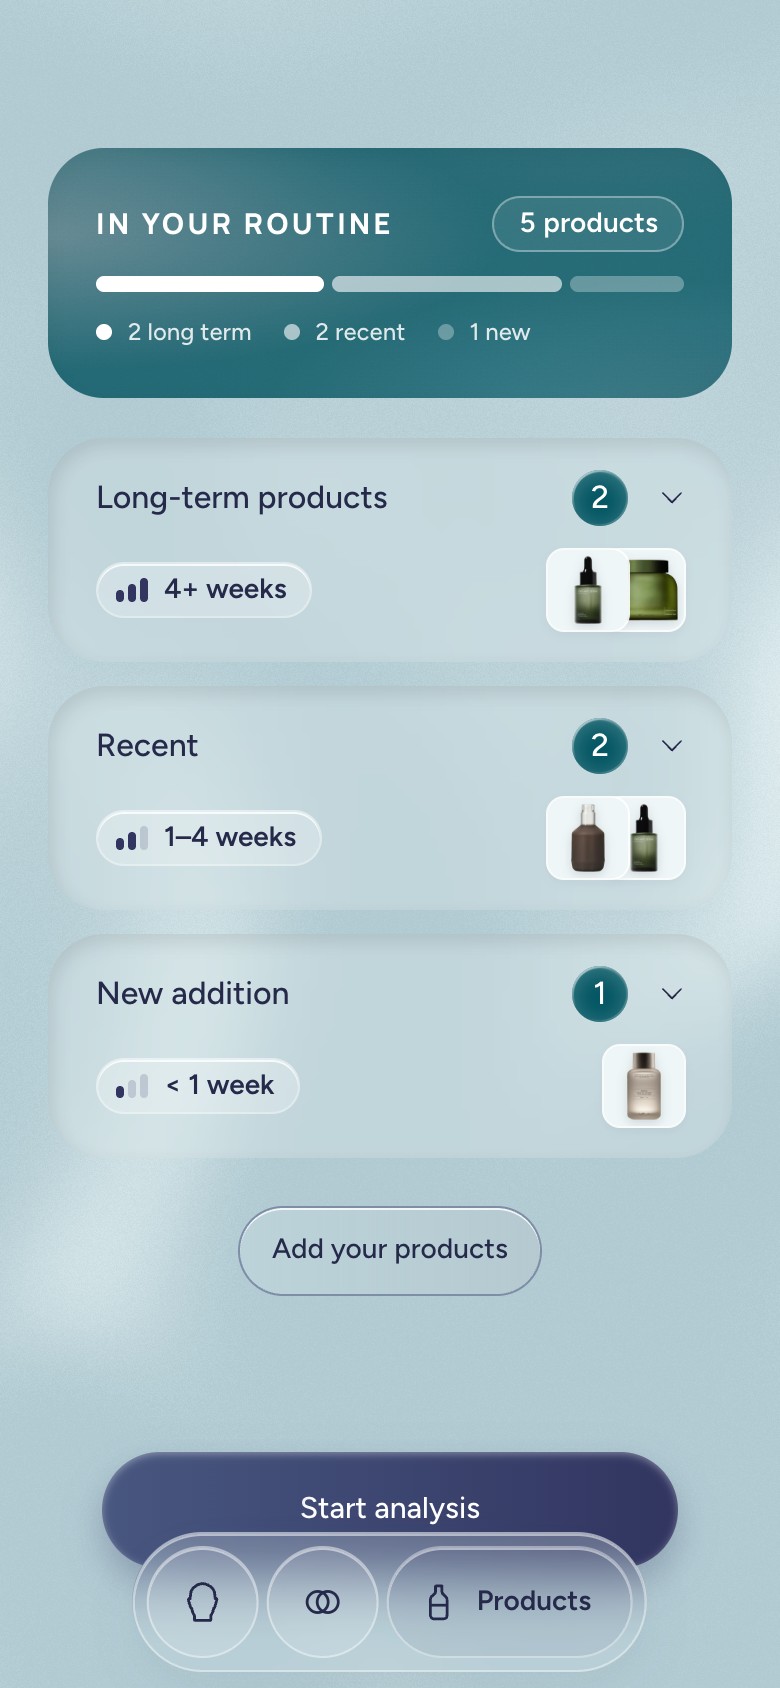 IN YOUR ROUTINE
5 products
2 long term
2 recent
1 new
Long-term products
2
4+ weeks
Recent
2
1–4 weeks
New addition
1
< 1 week
Add your products
Start analysis
Products